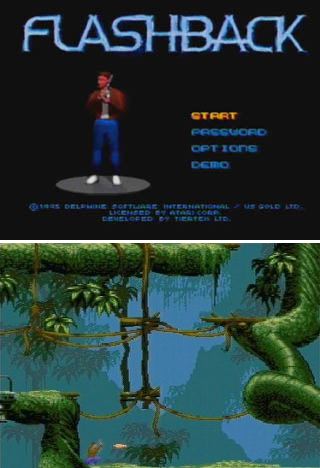 FLASHBACK
START
PASSWORD
OPTIONS
DEMO
©1995 DELPHINE SOFTWARE INTERNATIONAL / US GOLD LTD.
LICENSED BY ATARI CORP.
DEVELOPED BY TIERTEX LTD.